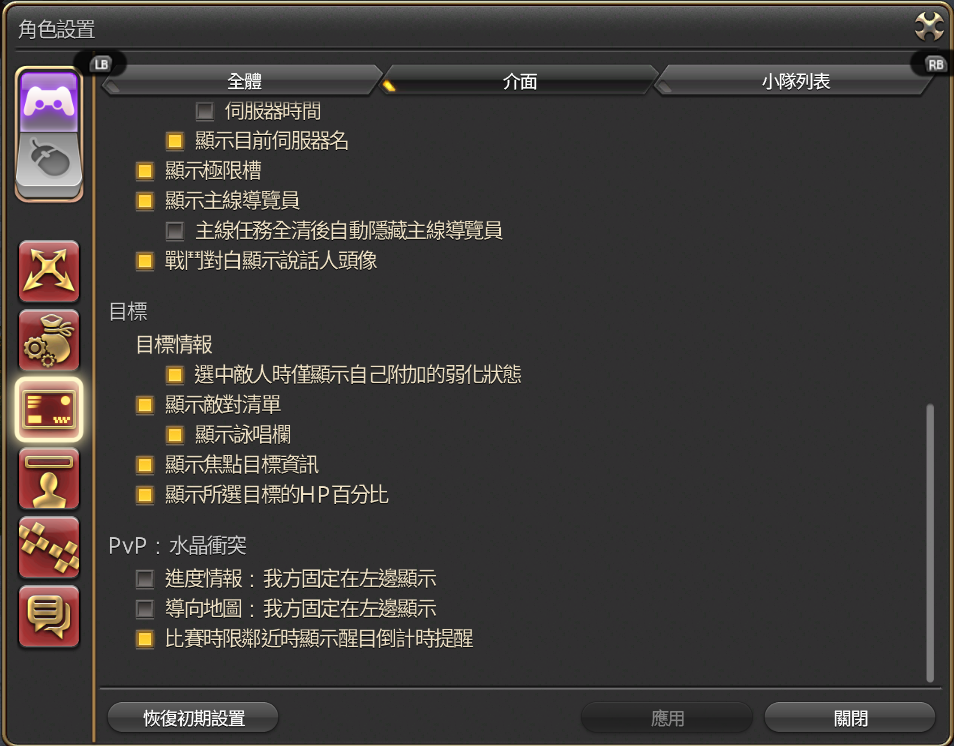 角色設置
LB
RB
全體
介面
小隊列表
伺服器時間
顯示目前伺服器名
顯示極限槽
顯示主線導覽員
主線任務全清後自動隱藏主線導覽員
戰鬥對白顯示說話人頭像
目標
目標情報
選中敵人時僅顯示自己附加的弱化狀態
顯示敵對清單
顯示詠唱欄
顯示焦點目標資訊
顯示所選目標的HP百分比
PvP：水晶衝突
進度情報：我方固定在左邊顯示
導向地圖：我方固定在左邊顯示
比賽時限鄰近時顯示醒目倒計時提醒
恢復初期設置
應用
關閉